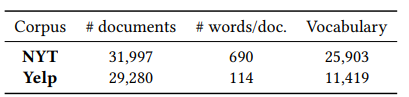 Corpus # documents # words/doc. Vocabulary
NYT 31,997 690 25,903
Yelp 29,280 114 11,419